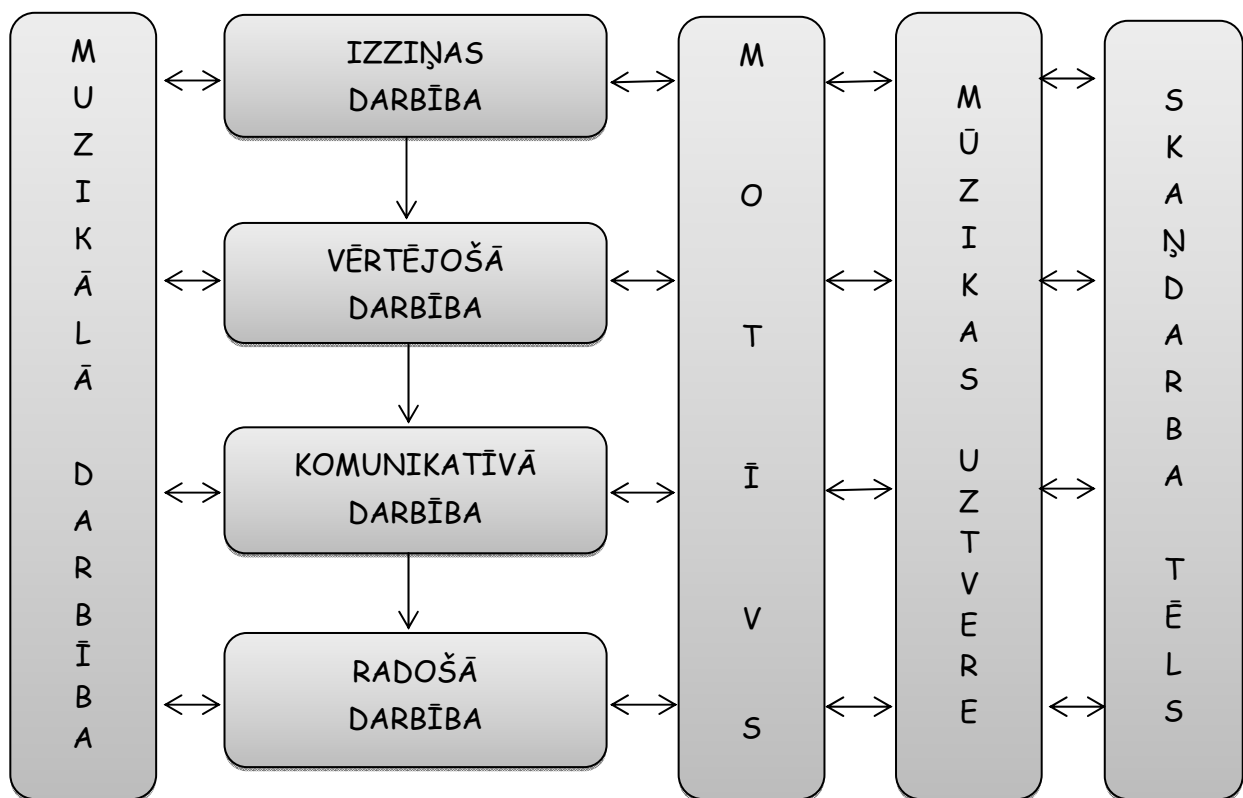 MUZIKĀLĀ DARBĪBA
IZZIŅAS
DARBĪBA
VĒRTĒJOŠĀ
DARBĪBA
KOMUNIKATĪVĀ
DARBĪBA
RADOŠĀ
DARBĪBA
MOTĪVS
MŪZIKAS UZTVERE
SKAŅDARBA TĒLS